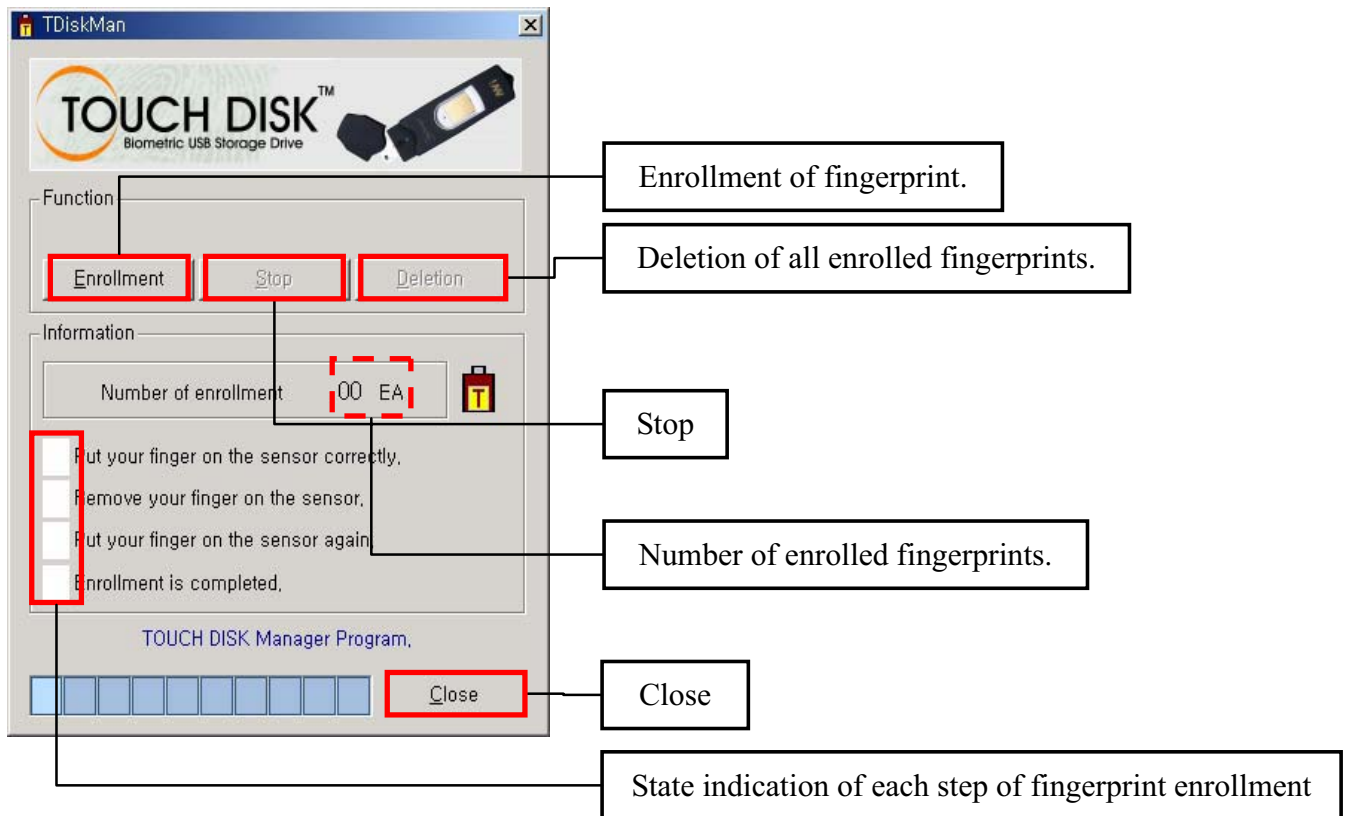 TDiskMan
TOUCH DISK™
Biometric USB Storage Drive
Enrollment of fingerprint.
Function
Deletion of all enrolled fingerprints.
Enrollment Stop Deletion
Information
Number of enrollment 00 EA
T
Stop
Put your finger on the sensor correctly,
Remove your finger on the sensor,
Put your finger on the sensor again,
Number of enrolled fingerprints.
Enrollment is completed,
TOUCH DISK Manager Program,
Close
Close
State indication of each step of fingerprint enrollment